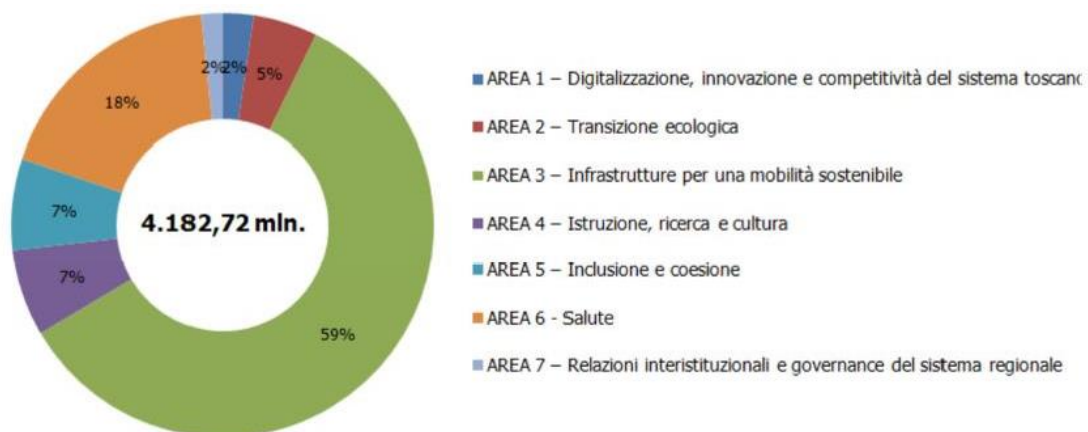 2%
2%
5%
18%
7%
7%
59%
4.182,72 mln.
AREA 1 – Digitalizzazione, innovazione e competitività del sistema toscano
AREA 2 – Transizione ecologica
AREA 3 – Infrastrutture per una mobilità sostenibile
AREA 4 – Istruzione, ricerca e cultura
AREA 5 – Inclusione e coesione
AREA 6 - Salute
AREA 7 – Relazioni interistituzionali e governance del sistema regionale